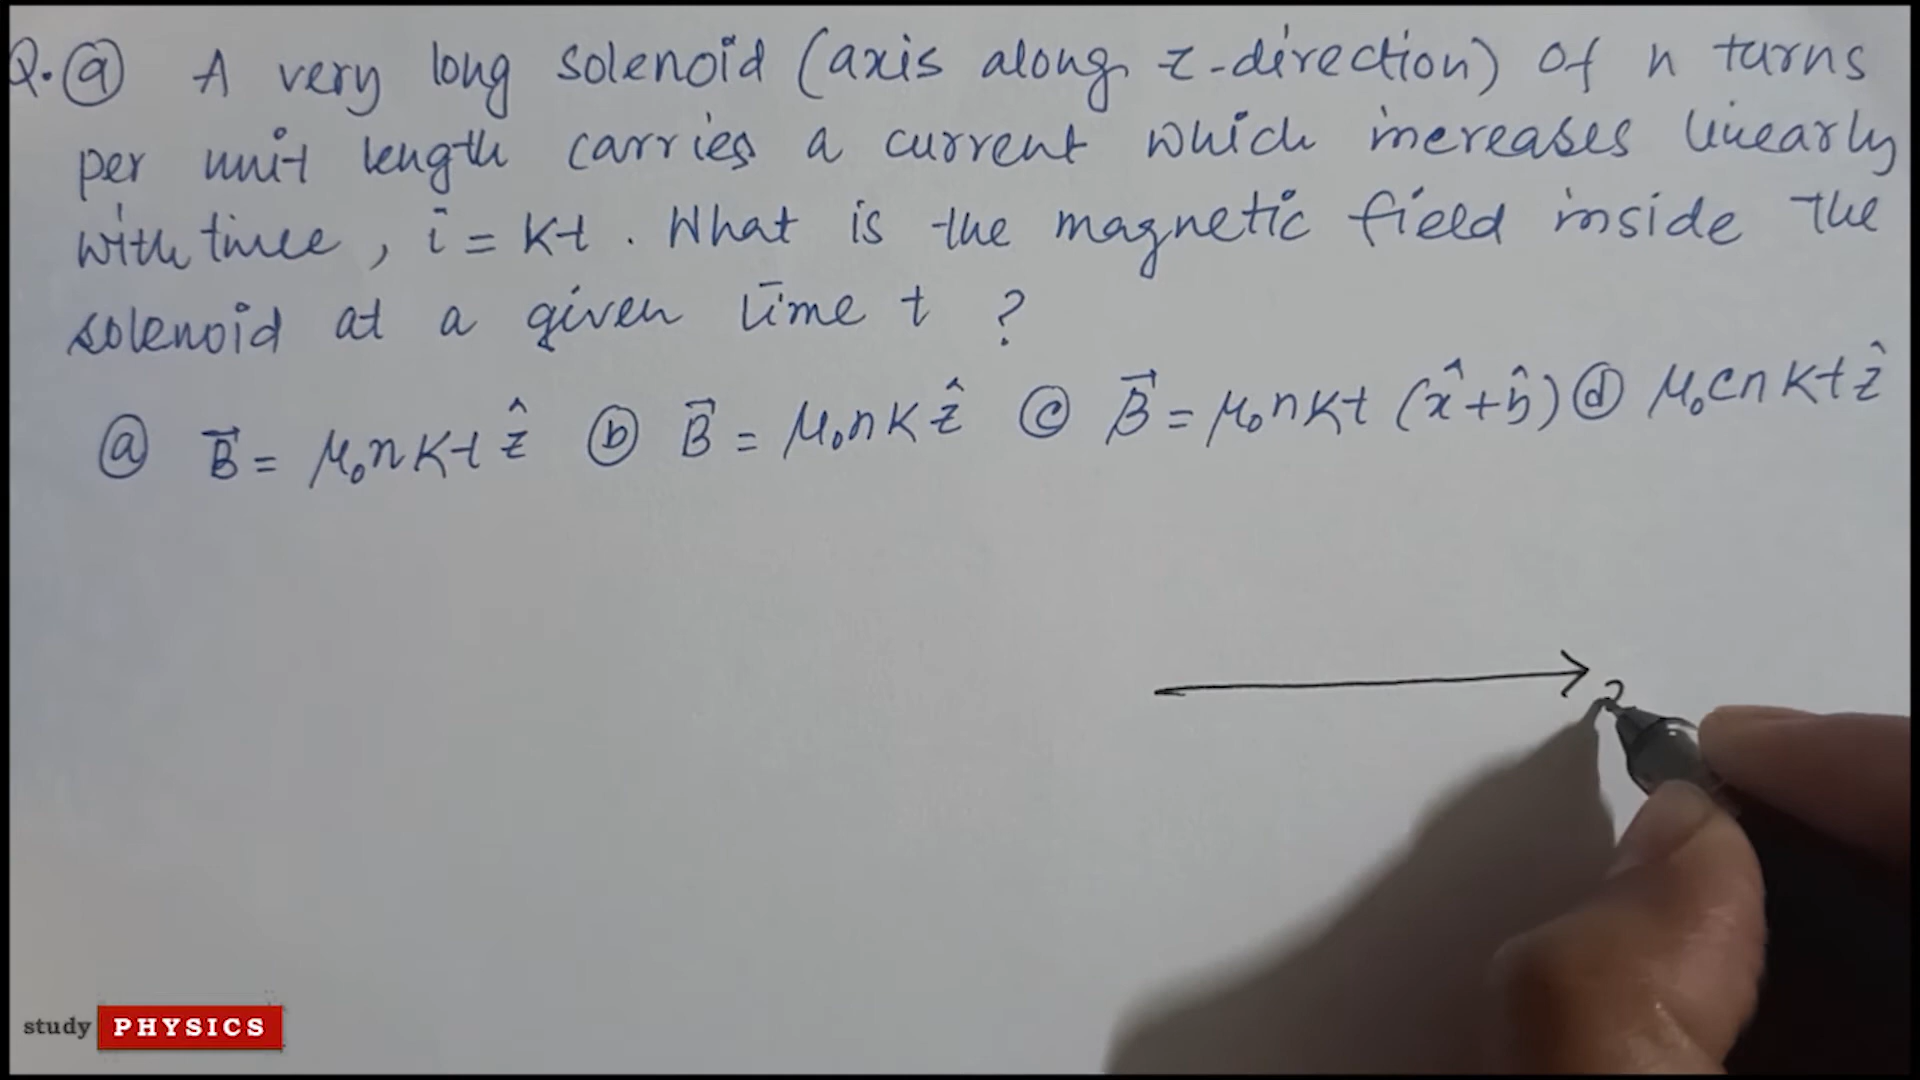 Q. (a) A very long solenoid (axis along z-direction) of n turns
per unit length carries a current which increases linearly
with time, i = Kt. What is the magnetic field inside the
solenoid at a given time t ?
(a) B⃗ = μ₀nKt ẑ (b) B⃗ = μ₀nK ẑ (c) B⃗ = μ₀nKt (x̂+ĥ) (d) μ₀cnKt ẑ
study PHYSICS